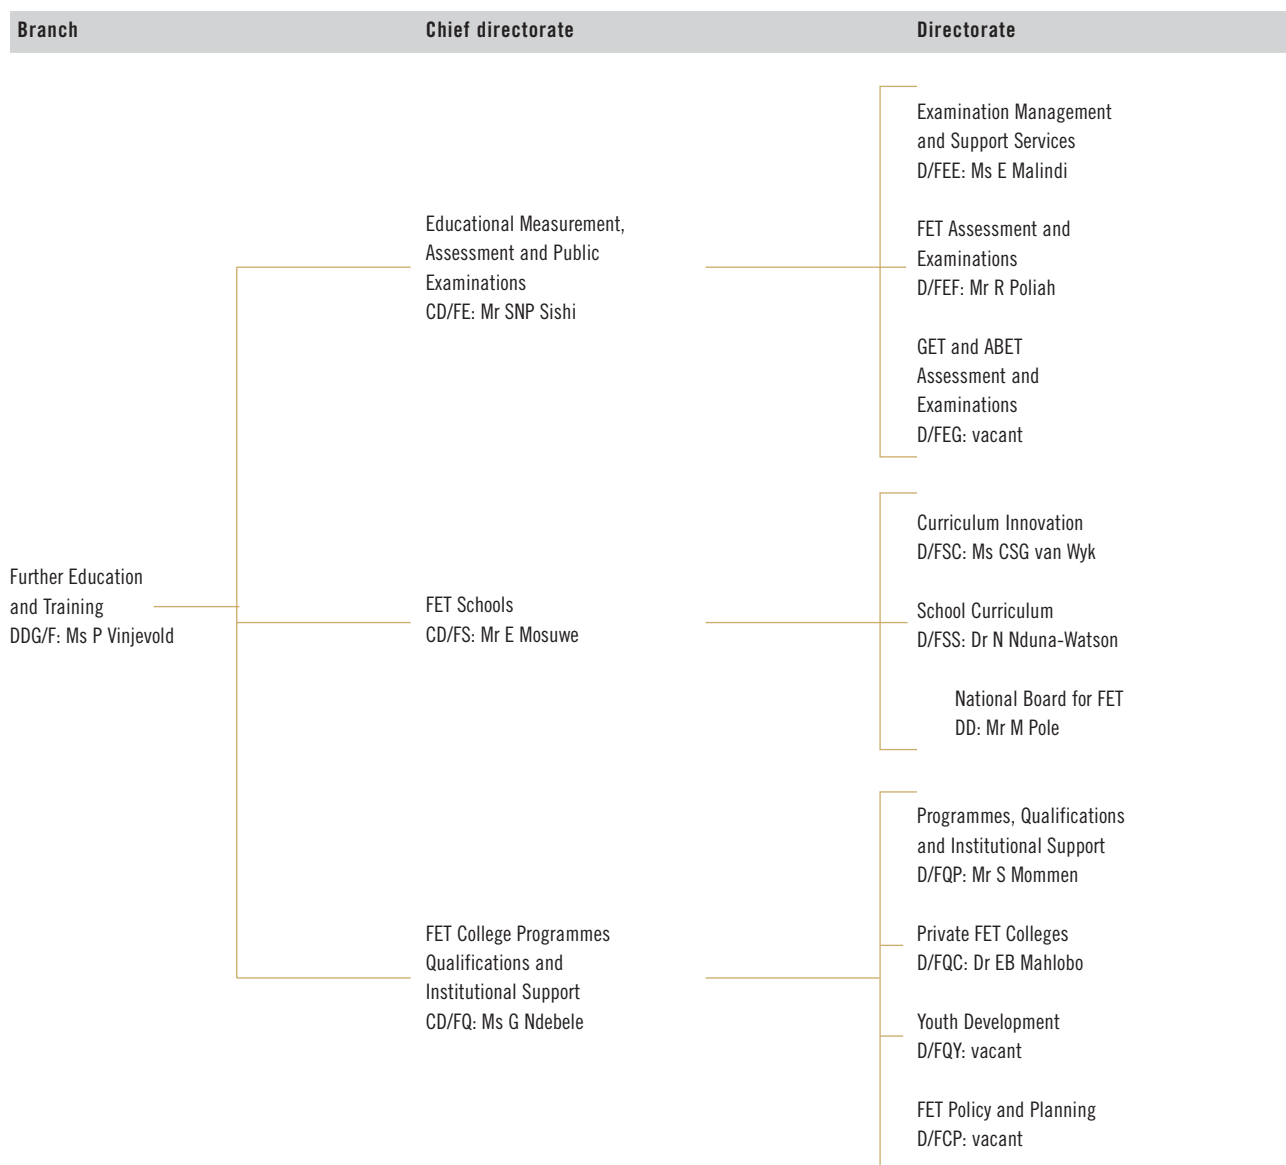 Branch
Chief directorate
Directorate
Further Education
and Training
DDG/F: Ms P Vinjevold
Educational Measurement,
Assessment and Public
Examinations
CD/FE: Mr SNP Sishi
Examination Management
and Support Services
D/FEE: Ms E Malindi
FET Assessment and
Examinations
D/FEF: Mr R Poliah
GET and ABET
Assessment and
Examinations
D/FEG: vacant
FET Schools
CD/FS: Mr E Mosuwe
Curriculum Innovation
D/FSC: Ms CSG van Wyk
School Curriculum
D/FSS: Dr N Nduna-Watson
National Board for FET
DD: Mr M Pole
FET College Programmes
Qualifications and
Institutional Support
CD/FQ: Ms G Ndebele
Programmes, Qualifications
and Institutional Support
D/FQP: Mr S Mommen
Private FET Colleges
D/FQC: Dr EB Mahlobo
Youth Development
D/FQY: vacant
FET Policy and Planning
D/FCP: vacant